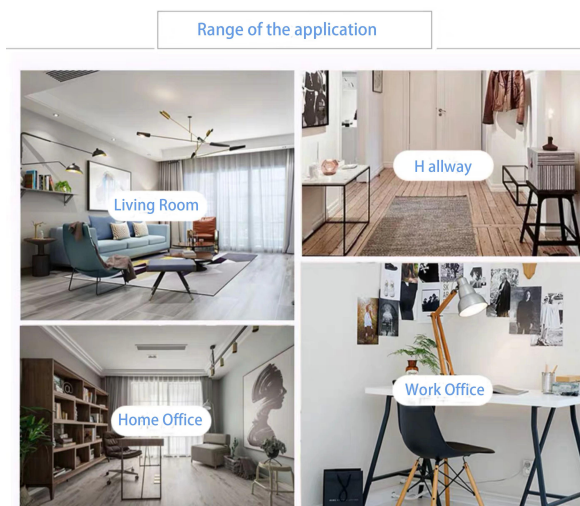 Range of the application
Living Room
H allway
Home Office
Work Office